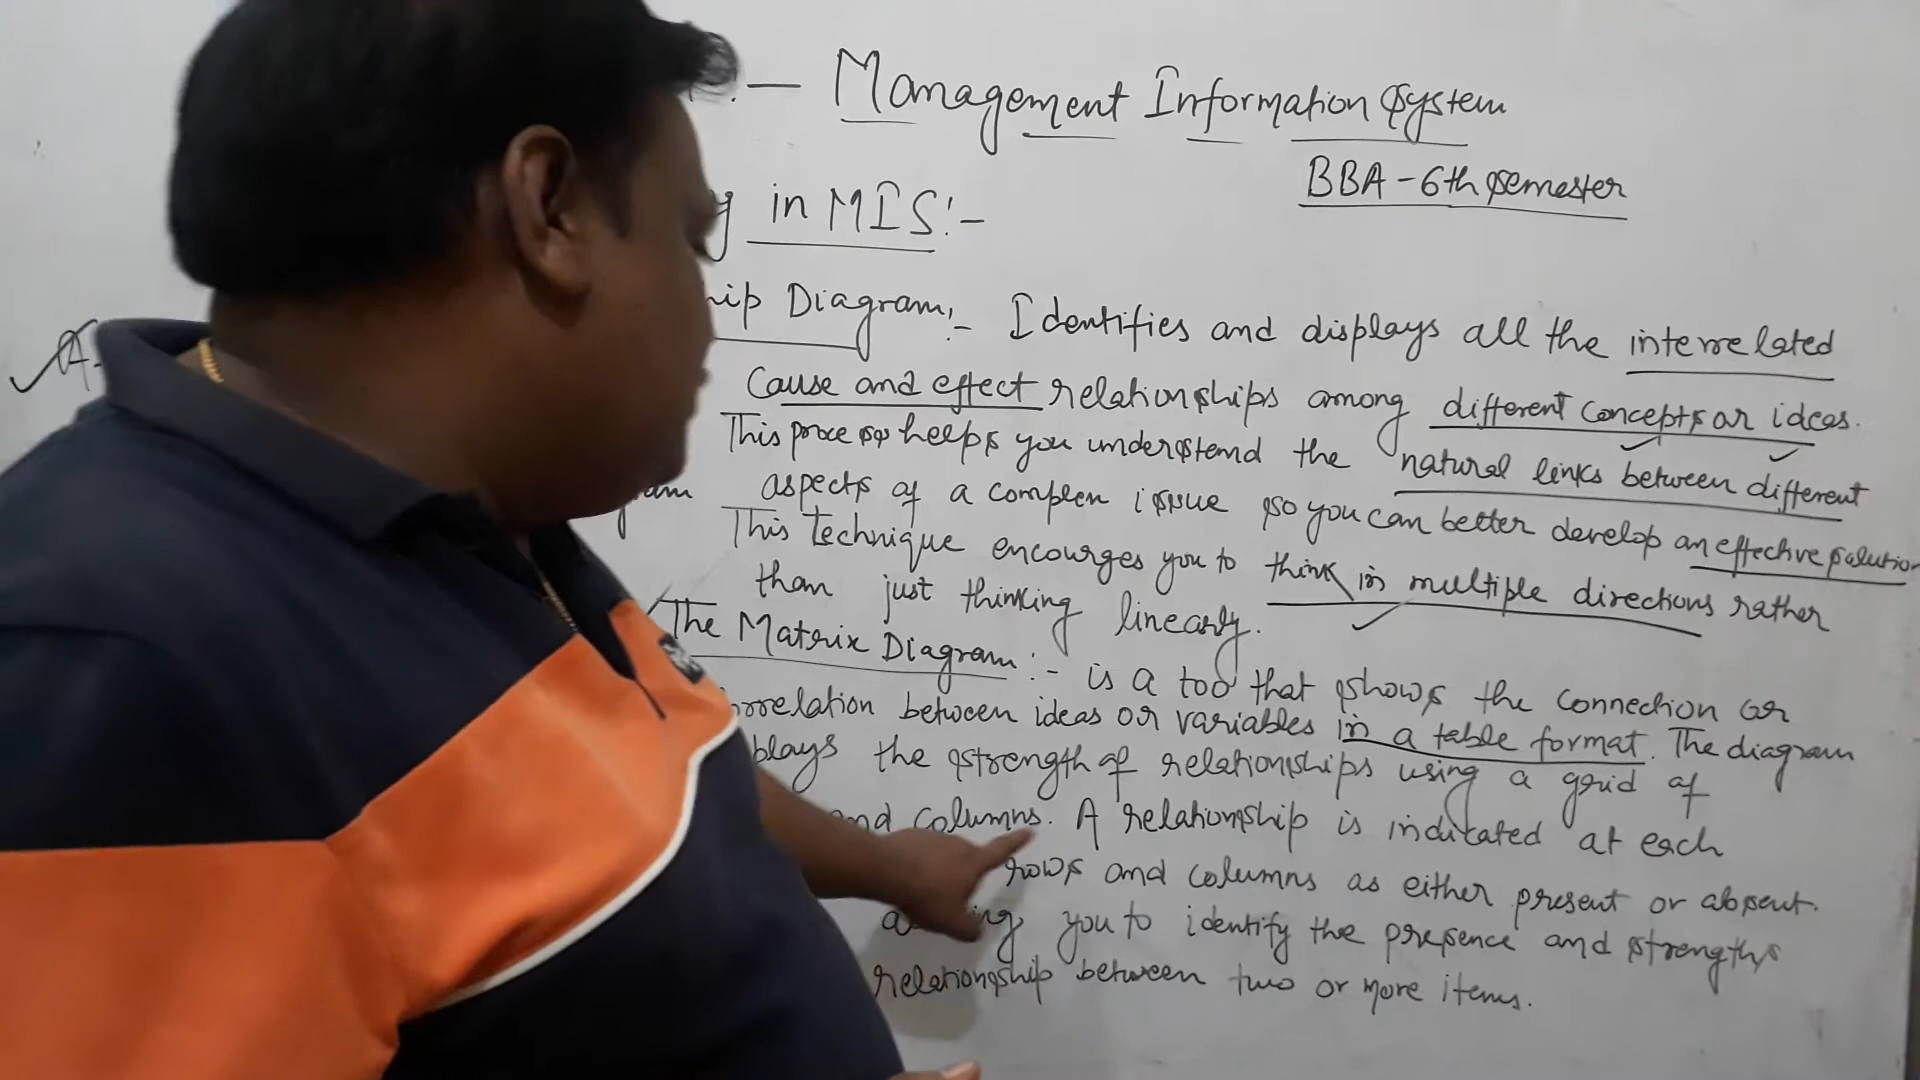 — Management Information System
BBA - 6th semester
in MIS :-
Diagram :- Identifies and displays all the interrelated
Cause and effect relationships among different concepts or ideas.
This process helps you understand the natural links between different
aspects of a complex issue so you can better develop an effective solution
This technique encourges you to think in multiple directions rather
than just thinking linearly.
The Matrix Diagram :- is a tool that shows the connection or
between ideas or variables in a table format. The diagram
the strength of relationships using a grid of
and columns. A relationship is indicated at each
rows and columns as either present or absent.
you to identify the presence and strengths
relationship between two or more items.